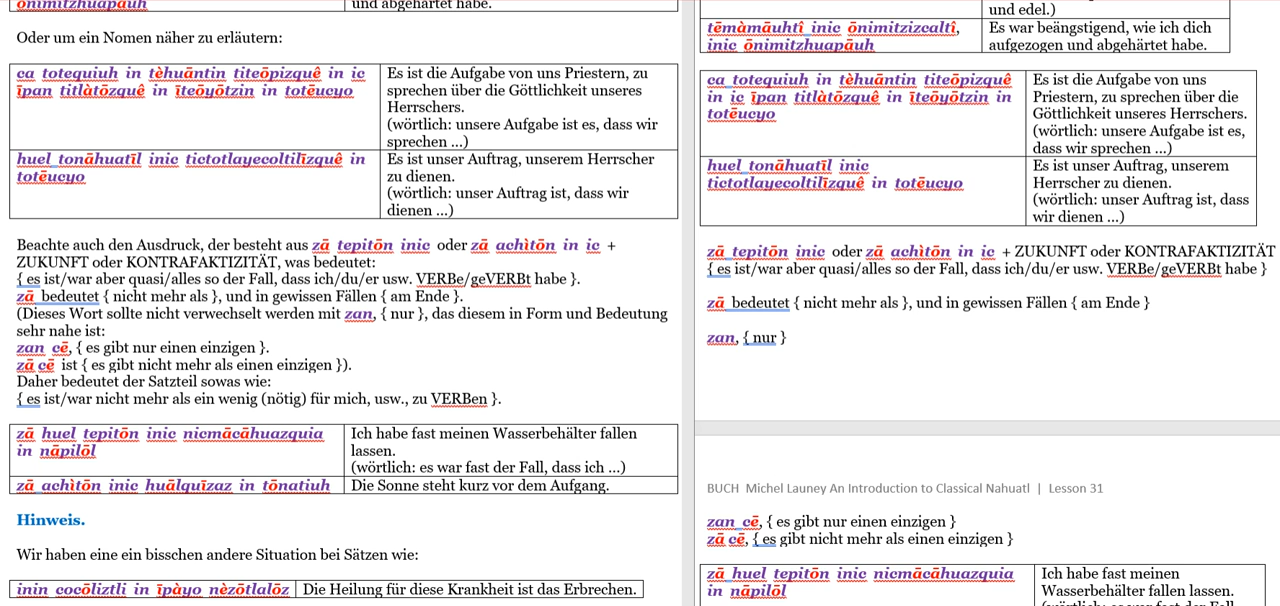 ōnimitzhuapāuh
und abgehärtet habe.
Oder um ein Nomen näher zu erläutern:
ca totequiuh in tèhuāntin titeōpizquê in ic
īpan titlàtōzquê in īteōyōtzin in totēucyo
Es ist die Aufgabe von uns Priestern, zu
sprechen über die Göttlichkeit unseres
Herrschers.
(wörtlich: unsere Aufgabe ist es, dass wir
sprechen ...)
huel tonāhuatīl inic tictotlayecoltilīzquê in
totēucyo
Es ist unser Auftrag, unserem Herrscher
zu dienen.
(wörtlich: unser Auftrag ist, dass wir
dienen ...)
Beachte auch den Ausdruck, der besteht aus zā tepitōn inic oder zā achìtōn in ic +
ZUKUNFT oder KONTRAFAKTIZITÄT, was bedeutet:
{ es ist/war aber quasi/alles so der Fall, dass ich/du/er usw. VERBe/geVERBt habe }.
zā bedeutet { nicht mehr als }, und in gewissen Fällen { am Ende }.
(Dieses Wort sollte nicht verwechselt werden mit zan, { nur }, das diesem in Form und Bedeutung
sehr nahe ist:
zan cē, { es gibt nur einen einzigen }.
zā cē ist { es gibt nicht mehr als einen einzigen }).
Daher bedeutet der Satzteil sowas wie:
{ es ist/war nicht mehr als ein wenig (nötig) für mich, usw., zu VERBen }.
zā huel tepitōn inic nicmācāhuazquia
in nāpilōl
Ich habe fast meinen Wasserbehälter fallen
lassen.
(wörtlich: es war fast der Fall, dass ich ...)
zā achìtōn inic huālquīzaz in tōnatiuh
Die Sonne steht kurz vor dem Aufgang.
Hinweis.
Wir haben eine ein bisschen andere Situation bei Sätzen wie:
inin cocōliztli in īpàyo nèzōtlalōz
Die Heilung für diese Krankheit ist das Erbrechen.
und edel.)
tēmàmāuhtî inic ōnimitzizcaltî,
inic ōnimitzhuapāuh
Es war beängstigend, wie ich dich
aufgezogen und abgehärtet habe.
ca totequiuh in tèhuāntin titeōpizquê
in ic īpan titlàtōzquê in īteōyōtzin in
totēucyo
Es ist die Aufgabe von uns
Priestern, zu sprechen über die
Göttlichkeit unseres Herrschers.
(wörtlich: unsere Aufgabe ist es,
dass wir sprechen ...)
huel tonāhuatīl inic
tictotlayecoltilīzquê in totēucyo
Es ist unser Auftrag, unserem
Herrscher zu dienen.
(wörtlich: unser Auftrag ist, dass
wir dienen ...)
zā tepitōn inic oder zā achìtōn in ic + ZUKUNFT oder KONTRAFAKTIZITÄT
{ es ist/war aber quasi/alles so der Fall, dass ich/du/er usw. VERBe/geVERBt habe }
zā bedeutet { nicht mehr als }, und in gewissen Fällen { am Ende }
zan, { nur }
BUCH Michel Launey An Introduction to Classical Nahuatl | Lesson 31
zan cē, { es gibt nur einen einzigen }
zā cē, { es gibt nicht mehr als einen einzigen }
zā huel tepitōn inic nicmācāhuazquia
in nāpilōl
Ich habe fast meinen
Wasserbehälter fallen lassen.